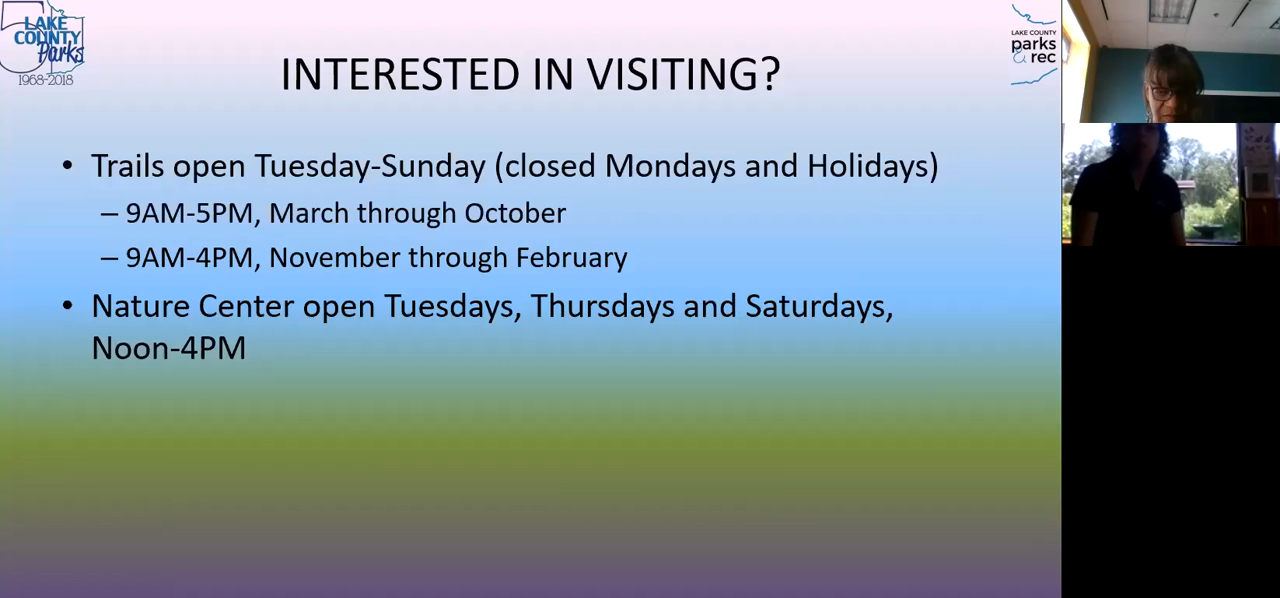 LAKE
COUNTY
Parks
1968-2018
LAKE COUNTY
parks
& rec
INTERESTED IN VISITING?
• Trails open Tuesday-Sunday (closed Mondays and Holidays)
– 9AM-5PM, March through October
– 9AM-4PM, November through February
• Nature Center open Tuesdays, Thursdays and Saturdays,
Noon-4PM